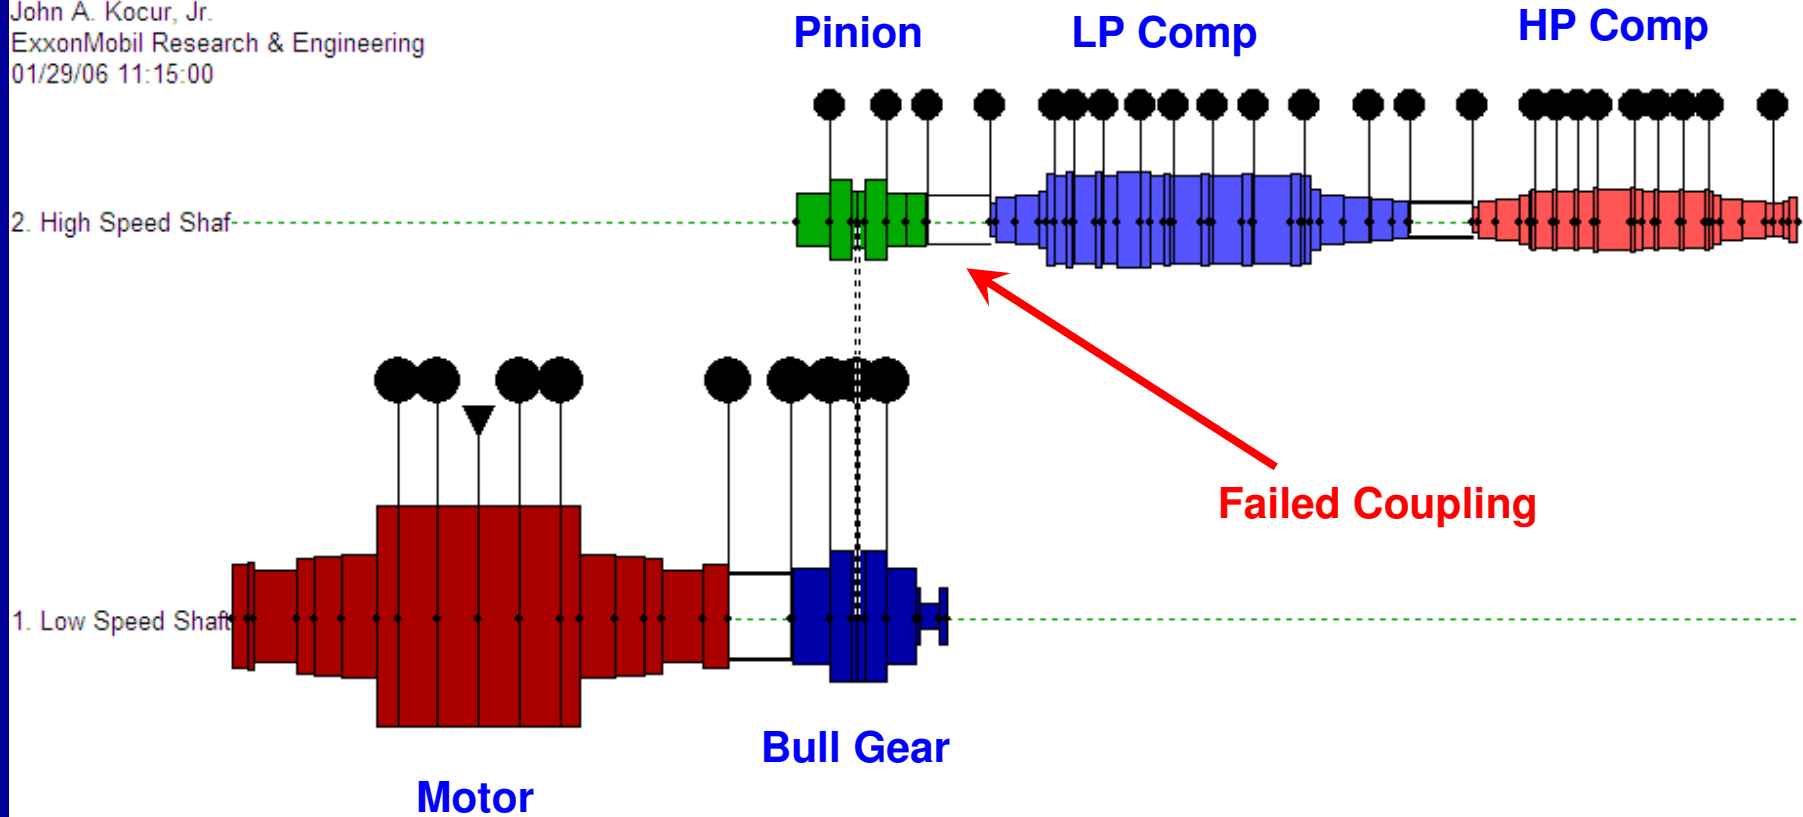 John A. Kocur, Jr.
ExxonMobil Research & Engineering
01/29/06 11:15:00
Pinion
LP Comp
HP Comp
2. High Speed Shaf
Failed Coupling
1. Low Speed Shaft
Bull Gear
Motor